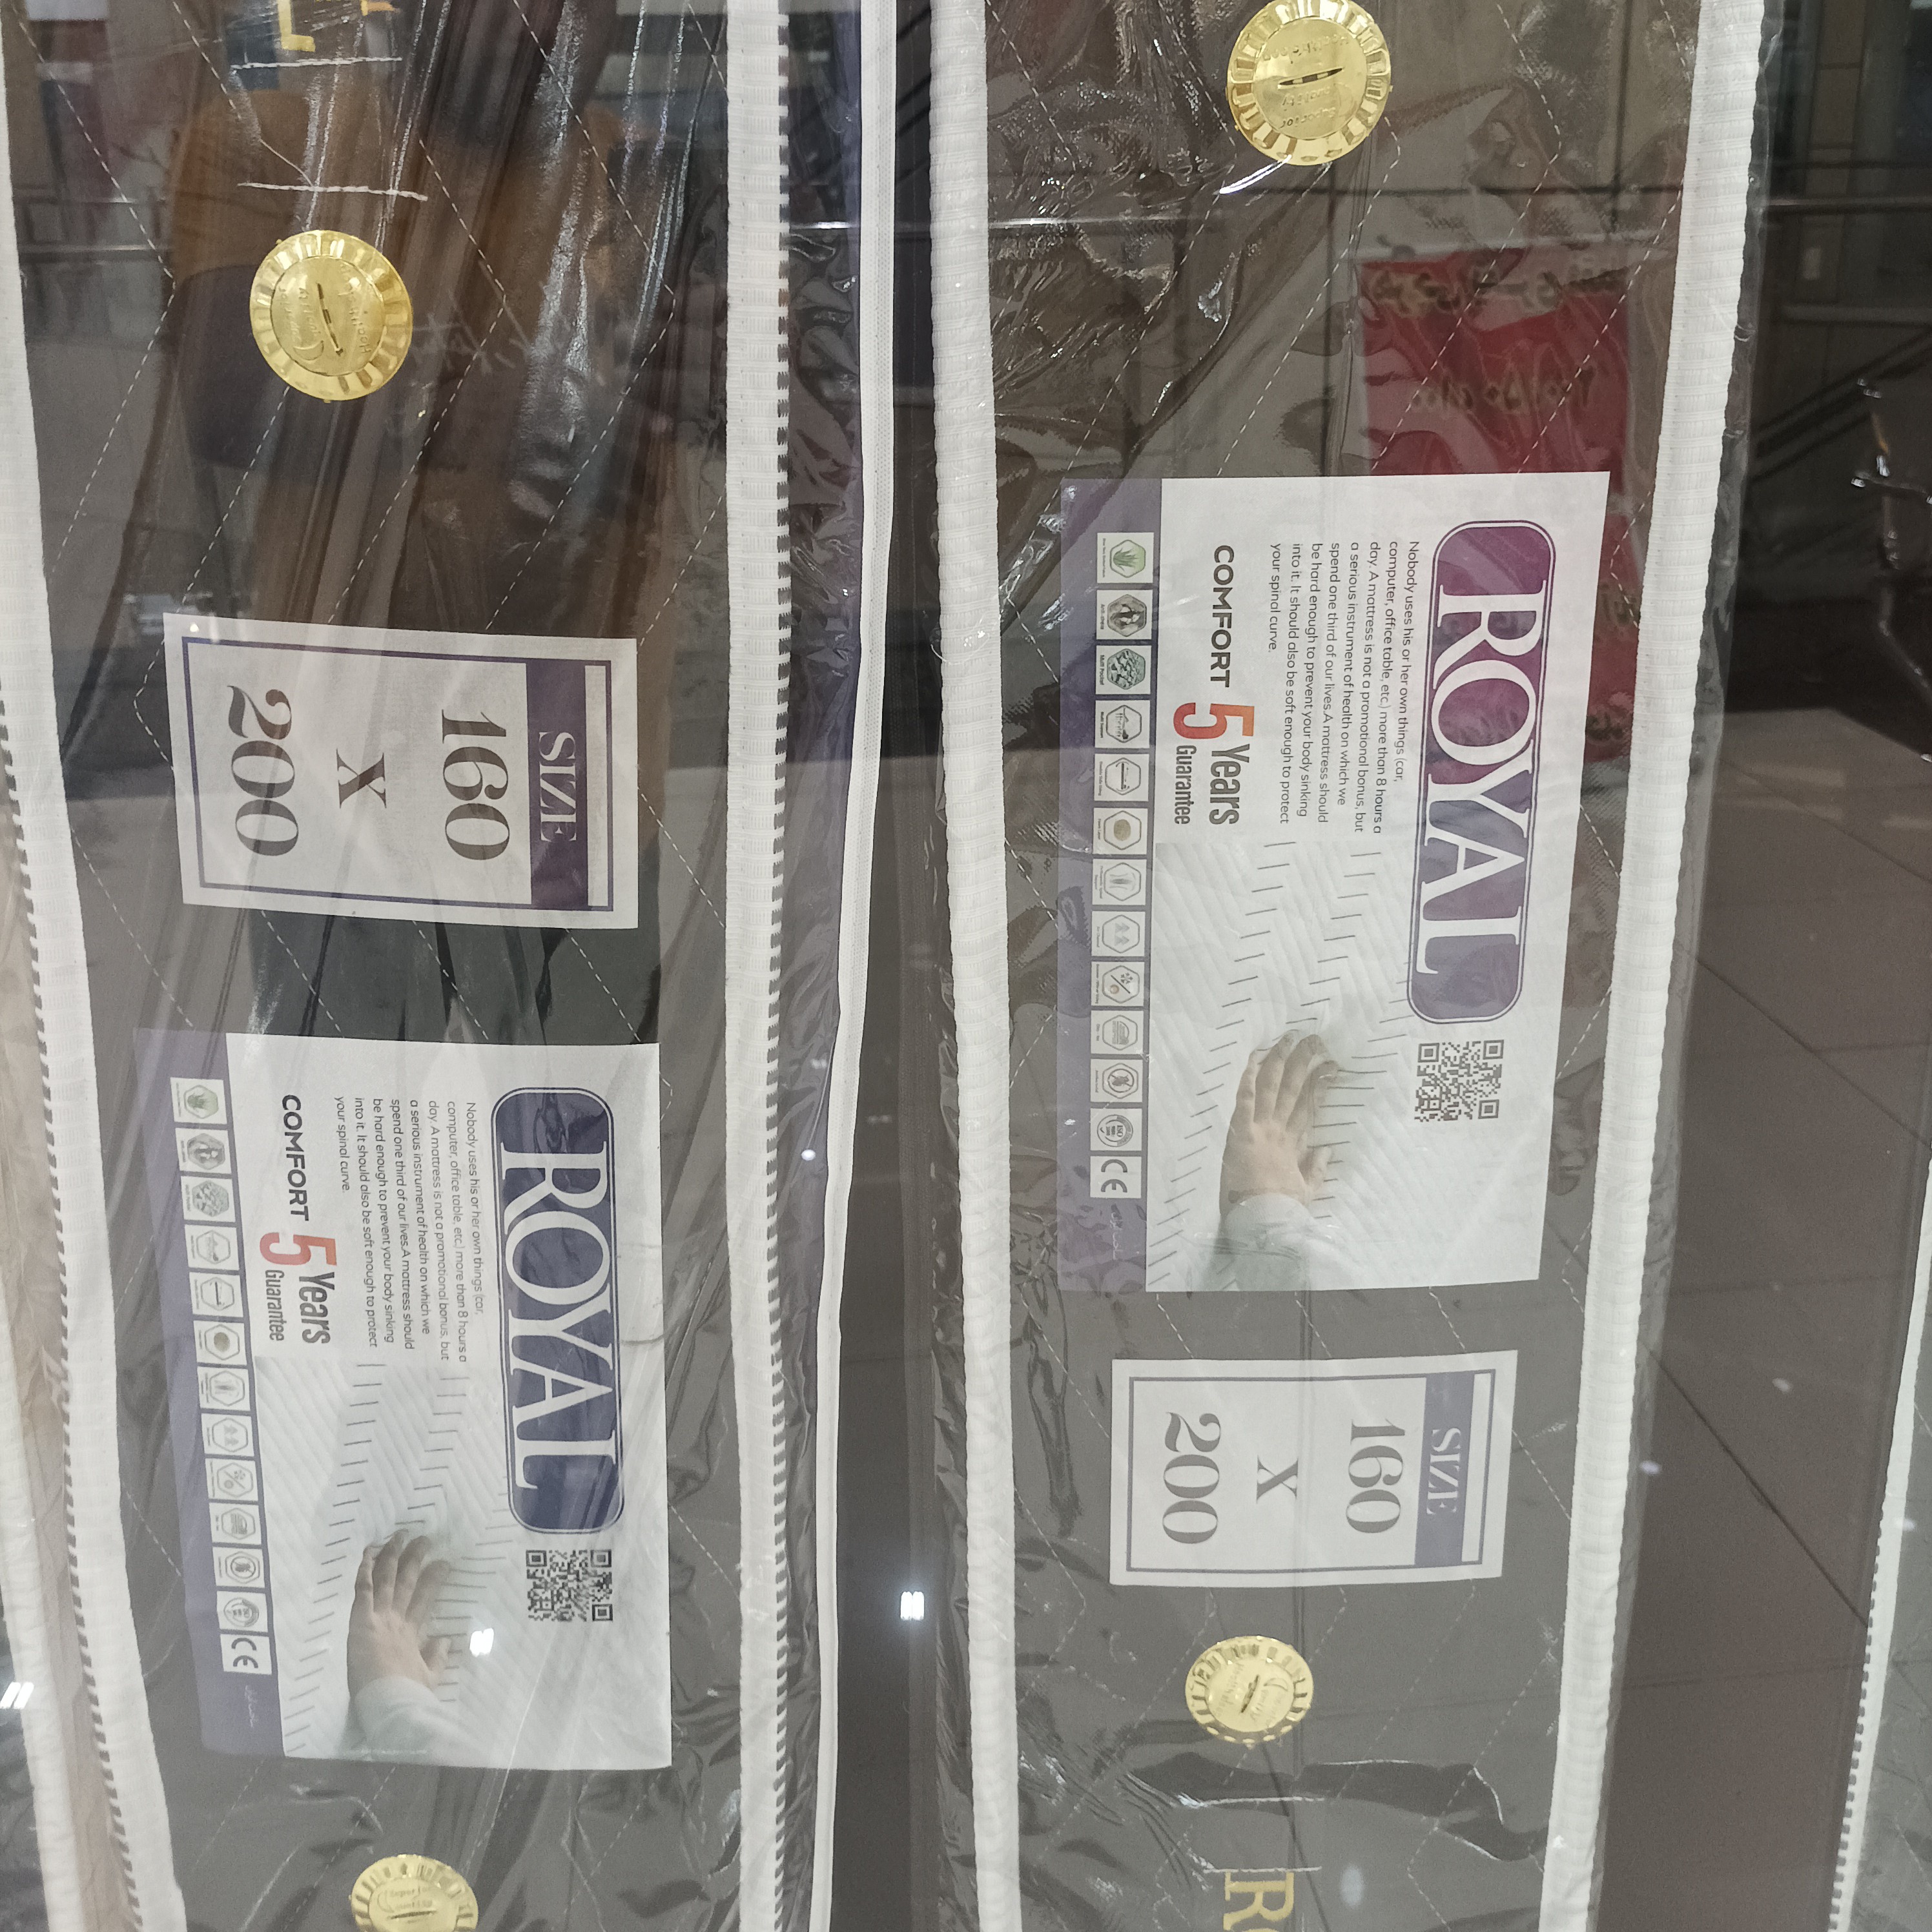 SIZE
160
X
200
ROYAL
Nobody uses his or her own things (car,
computer, office table, etc.) more than 8 hours a
day. A mattress is not a promotional bonus, but
a serious instrument of health on which we
spend one third of our lives.A mattress should
be hard enough to prevent your body sinking
into it. It should also be soft enough to protect
your spinal curve.
COMFORT 5 Years
Guarantee
CE
ROYAL
Nobody uses his or her own things (car,
computer, office table, etc.) more than 8 hours a
day. A mattress is not a promotional bonus, but
a serious instrument of health on which we
spend one third of our lives.A mattress should
be hard enough to prevent your body sinking
into it. It should also be soft enough to protect
your spinal curve.
COMFORT 5 Years
Guarantee
CE
SIZE
160
X
200